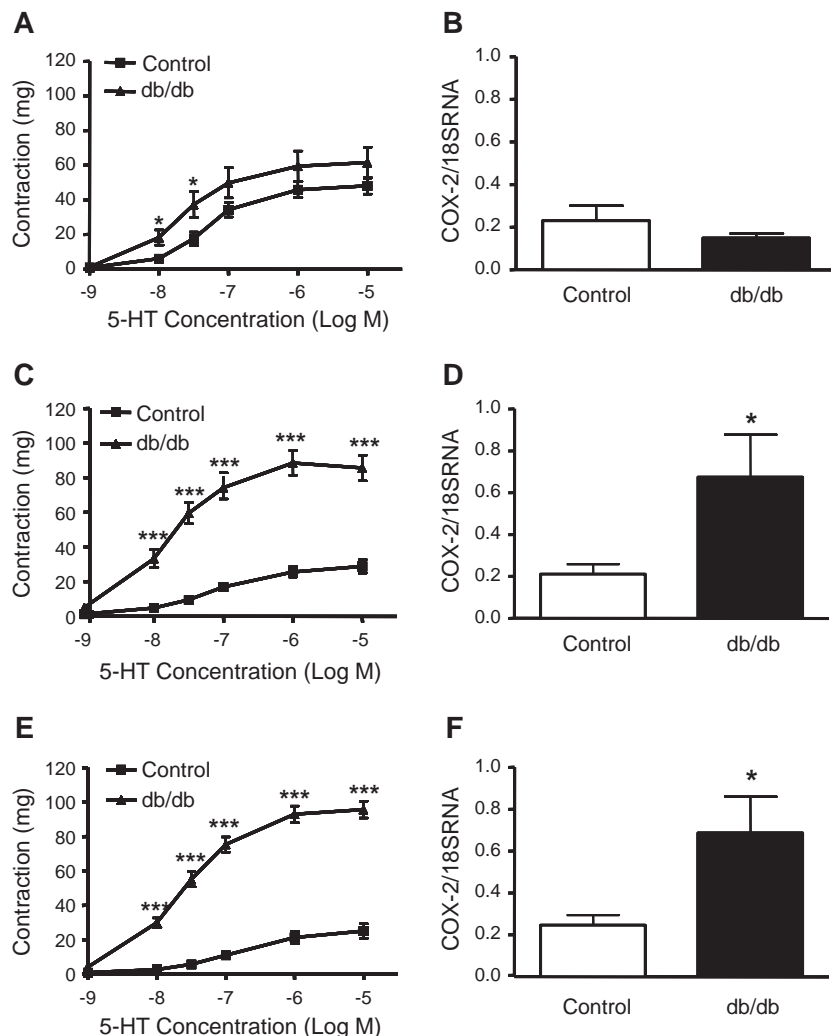 A
120
100
80
60
40
20
0
Contraction (mg)
Control
db/db
*
*
-9 -8 -7 -6 -5
5-HT Concentration (Log M)
B
1.0
0.8
0.6
0.4
0.2
0.0
COX-2/18SRNA
Control db/db
C
120
100
80
60
40
20
0
Contraction (mg)
Control
db/db
*** *** *** *** ***
-9 -8 -7 -6 -5
5-HT Concentration (Log M)
D
1.0
0.8
0.6
0.4
0.2
0.0
COX-2/18SRNA
*
Control db/db
E
120
100
80
60
40
20
0
Contraction (mg)
Control
db/db
*** *** *** *** ***
-9 -8 -7 -6 -5
5-HT Concentration (Log M)
F
1.0
0.8
0.6
0.4
0.2
0.0
COX-2/18SRNA
*
Control db/db